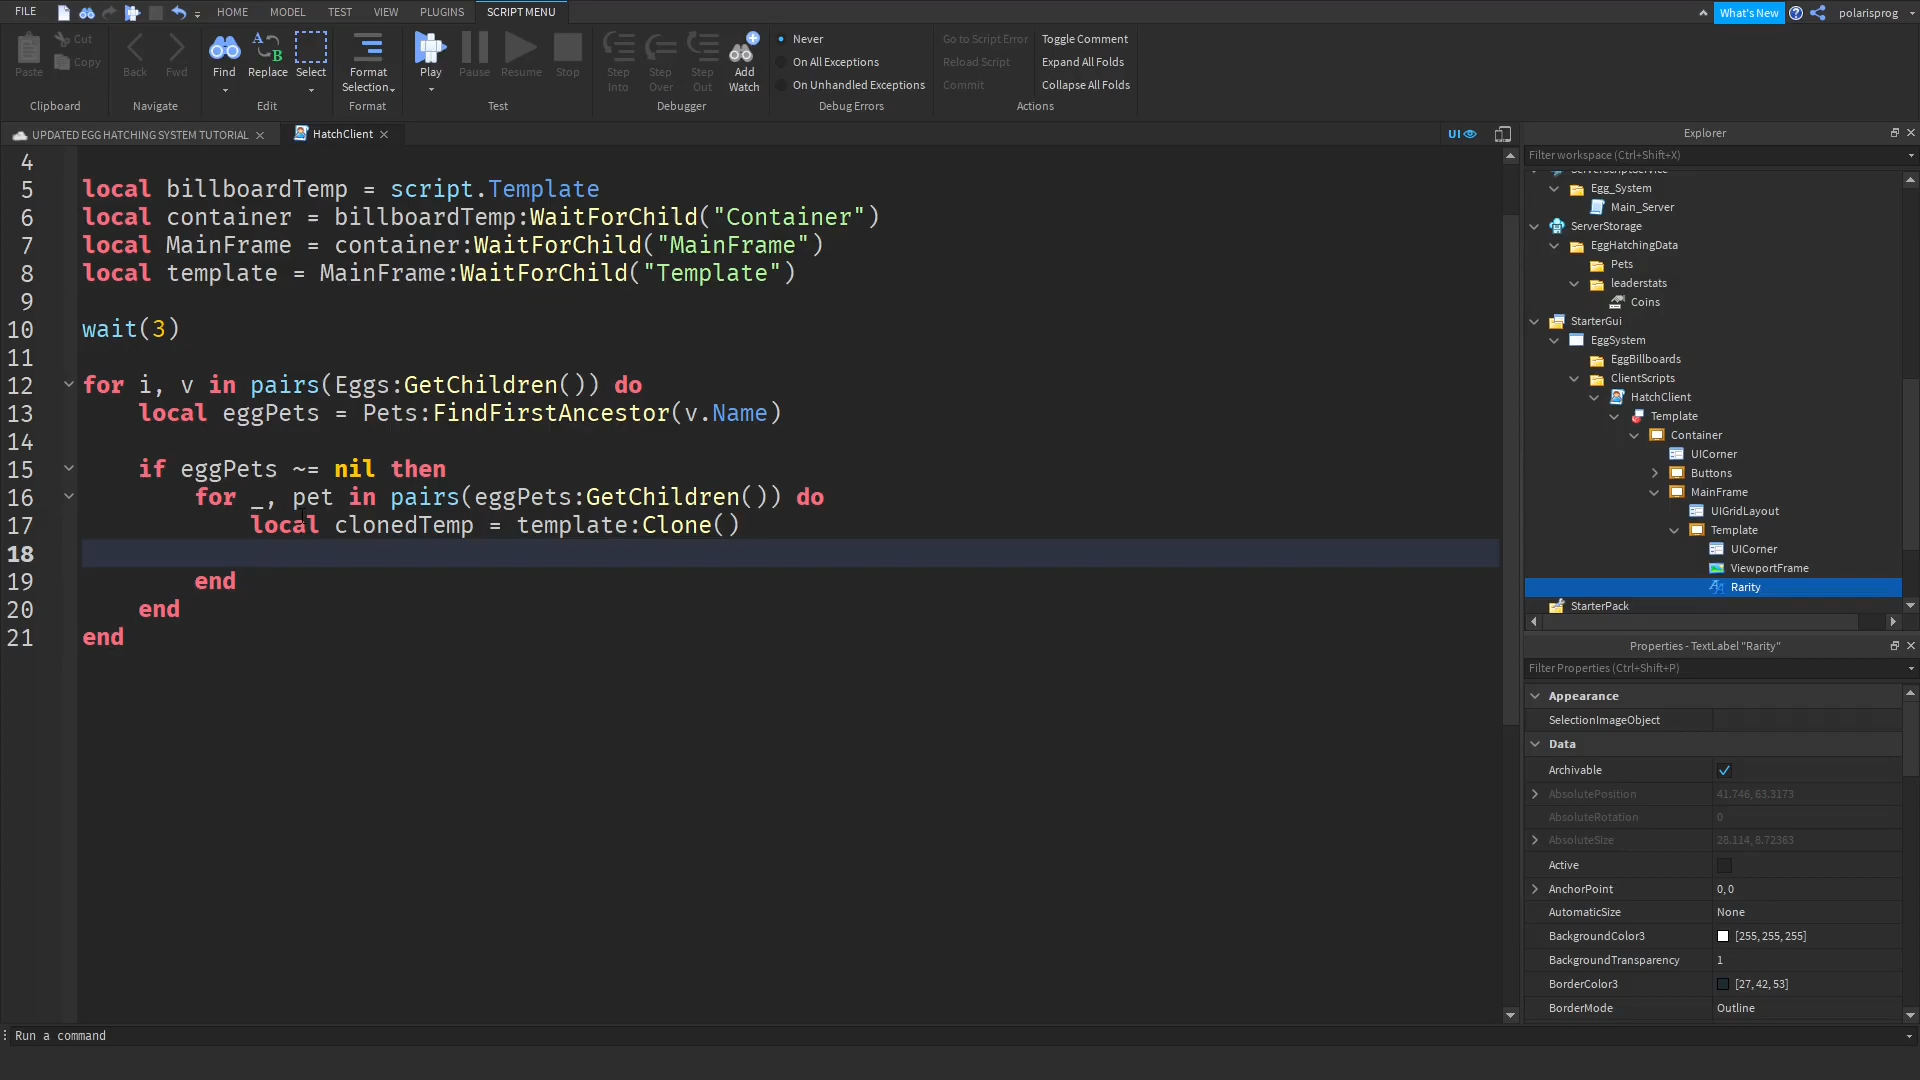 FILE HOME MODEL TEST VIEW PLUGINS SCRIPT MENU What's New polarisprog
Paste Cut Copy
Clipboard
Back Fwd
Navigate
Find Replace Select
Edit
Format Selection
Format
Play Pause Resume Stop
Test
Step Into Step Over Step Out Add Watch
Debugger
Never
On All Exceptions
On Unhandled Exceptions
Debug Errors
Go to Script Error Toggle Comment
Reload Script Expand All Folds
Commit Collapse All Folds
Actions
UPDATED EGG HATCHING SYSTEM TUTORIAL HatchClient UI
4
5 local billboardTemp = script.Template
6 local container = billboardTemp:WaitForChild("Container")
7 local MainFrame = container:WaitForChild("MainFrame")
8 local template = MainFrame:WaitForChild("Template")
9
10 wait(3)
11
12 for i, v in pairs(Eggs:GetChildren()) do
13 local eggPets = Pets:FindFirstAncestor(v.Name)
14
15 if eggPets ~= nil then
16 for _, pet in pairs(eggPets:GetChildren()) do
17 local clonedTemp = template:Clone()
18
19 end
20 end
21 end
Explorer
Filter workspace (Ctrl+Shift+X)
ServerScriptService
Egg_System
Main_Server
ServerStorage
EggHatchingData
Pets
leaderstats
Coins
StarterGui
EggSystem
EggBillboards
ClientScripts
HatchClient
Template
Container
UICorner
Buttons
MainFrame
UIGridLayout
Template
UICorner
ViewportFrame
Rarity
StarterPack
Properties - TextLabel "Rarity"
Filter Properties (Ctrl+Shift+P)
Appearance
SelectionImageObject
Data
Archivable
AbsolutePosition 41.746, 63.3173
AbsoluteRotation 0
AbsoluteSize 28.114, 8.72363
Active
AnchorPoint 0, 0
AutomaticSize None
BackgroundColor3 [255, 255, 255]
BackgroundTransparency 1
BorderColor3 [27, 42, 53]
BorderMode Outline
Run a command